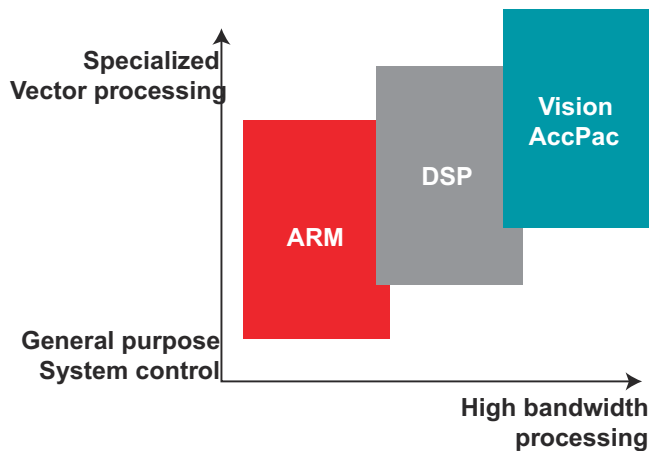 Specialized
Vector processing
Vision
AccPac
DSP
ARM
General purpose
System control
High bandwidth
processing